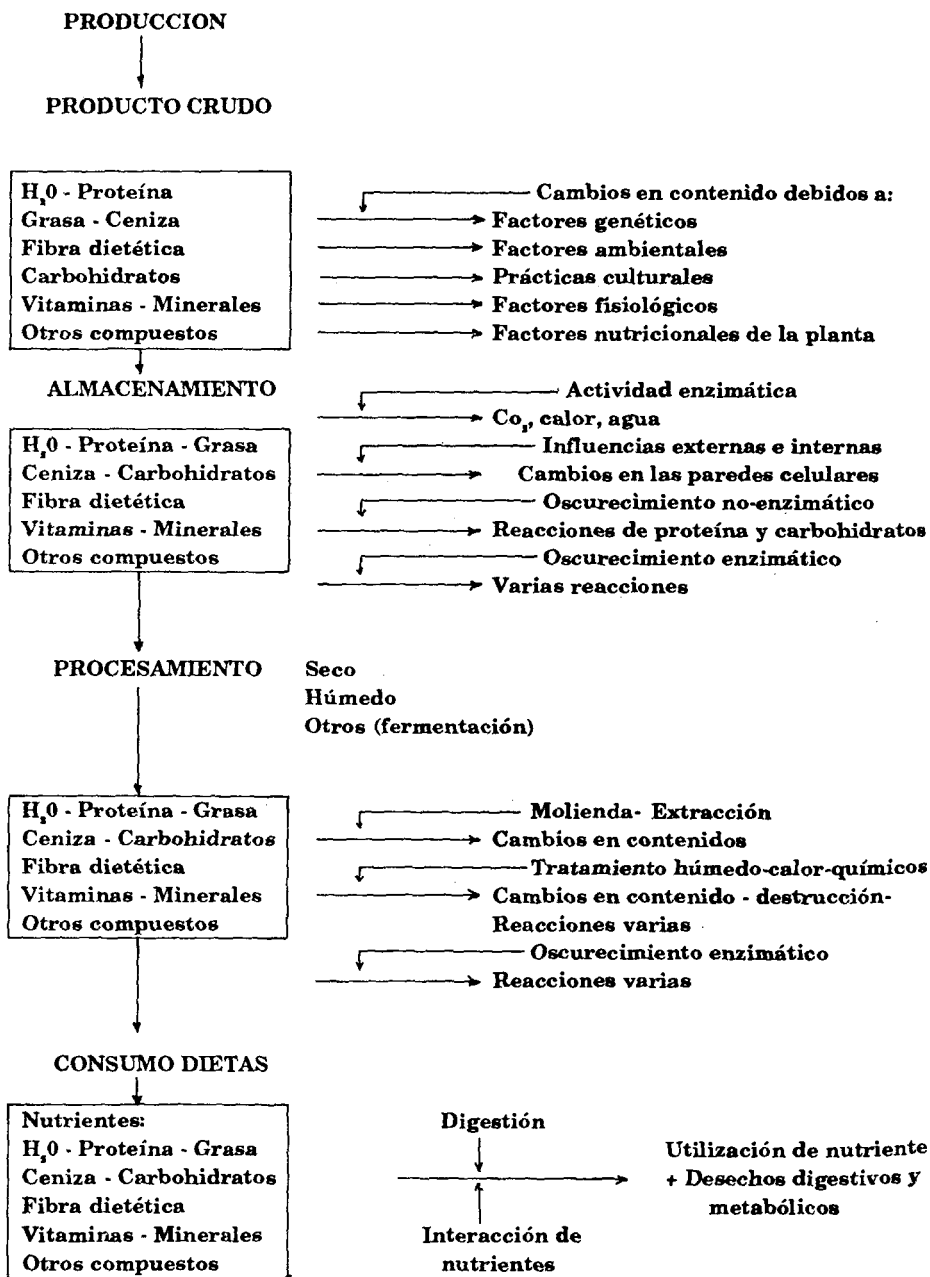 PRODUCCION
PRODUCTO CRUDO
H₂0 - Proteína
Grasa - Ceniza
Fibra dietética
Carbohidratos
Vitaminas - Minerales
Otros compuestos
Cambios en contenido debidos a:
Factores genéticos
Factores ambientales
Prácticas culturales
Factores fisiológicos
Factores nutricionales de la planta
ALMACENAMIENTO
H₂0 - Proteína - Grasa
Ceniza - Carbohidratos
Fibra dietética
Vitaminas - Minerales
Otros compuestos
Actividad enzimática
Co₂, calor, agua
Influencias externas e internas
Cambios en las paredes celulares
Oscurecimiento no-enzimático
Reacciones de proteína y carbohidratos
Oscurecimiento enzimático
Varias reacciones
PROCESAMIENTO
Seco
Húmedo
Otros (fermentación)
H₂0 - Proteína - Grasa
Ceniza - Carbohidratos
Fibra dietética
Vitaminas - Minerales
Otros compuestos
Molienda- Extracción
Cambios en contenidos
Tratamiento húmedo-calor-químicos
Cambios en contenido - destrucción-
Reacciones varias
Oscurecimiento enzimático
Reacciones varias
CONSUMO DIETAS
Nutrientes:
H₂0 - Proteína - Grasa
Ceniza - Carbohidratos
Fibra dietética
Vitaminas - Minerales
Otros compuestos
Digestión
Interacción de
nutrientes
Utilización de nutriente
+ Desechos digestivos y
metabólicos